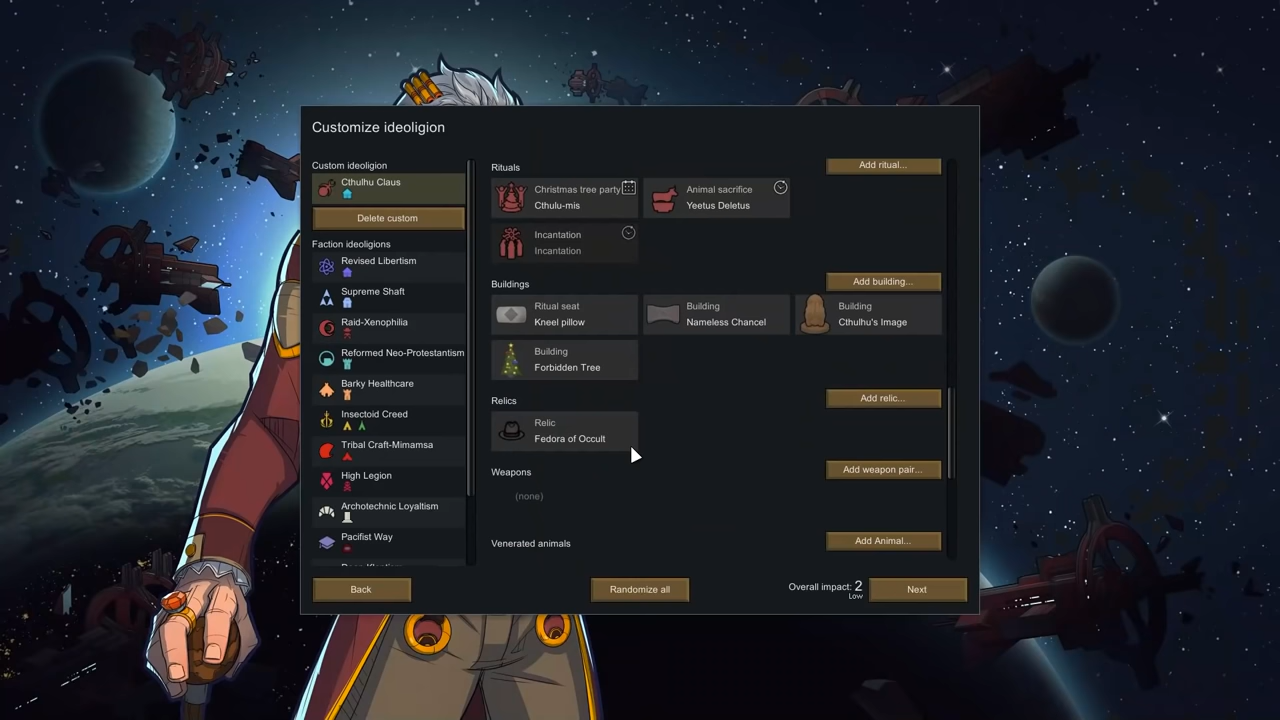 Customize ideoligion
Custom ideoligion
Cthulhu Claus
Delete custom
Faction ideoligions
Revised Libertism
Supreme Shaft
Raid-Xenophilia
Reformed Neo-Protestantism
Barky Healthcare
Insectoid Creed
Tribal Craft-Mimamsa
High Legion
Archotechnic Loyaltism
Pacifist Way
Rituals
Add ritual...
Christmas tree party
Cthulu-mis
Animal sacrifice
Yeetus Deletus
Incantation
Incantation
Buildings
Add building...
Ritual seat
Kneel pillow
Building
Nameless Chancel
Building
Cthulhu's Image
Building
Forbidden Tree
Relics
Add relic...
Relic
Fedora of Occult
Weapons
Add weapon pair...
(none)
Venerated animals
Add Animal...
Back
Randomize all
Overall impact: 2
Low
Next